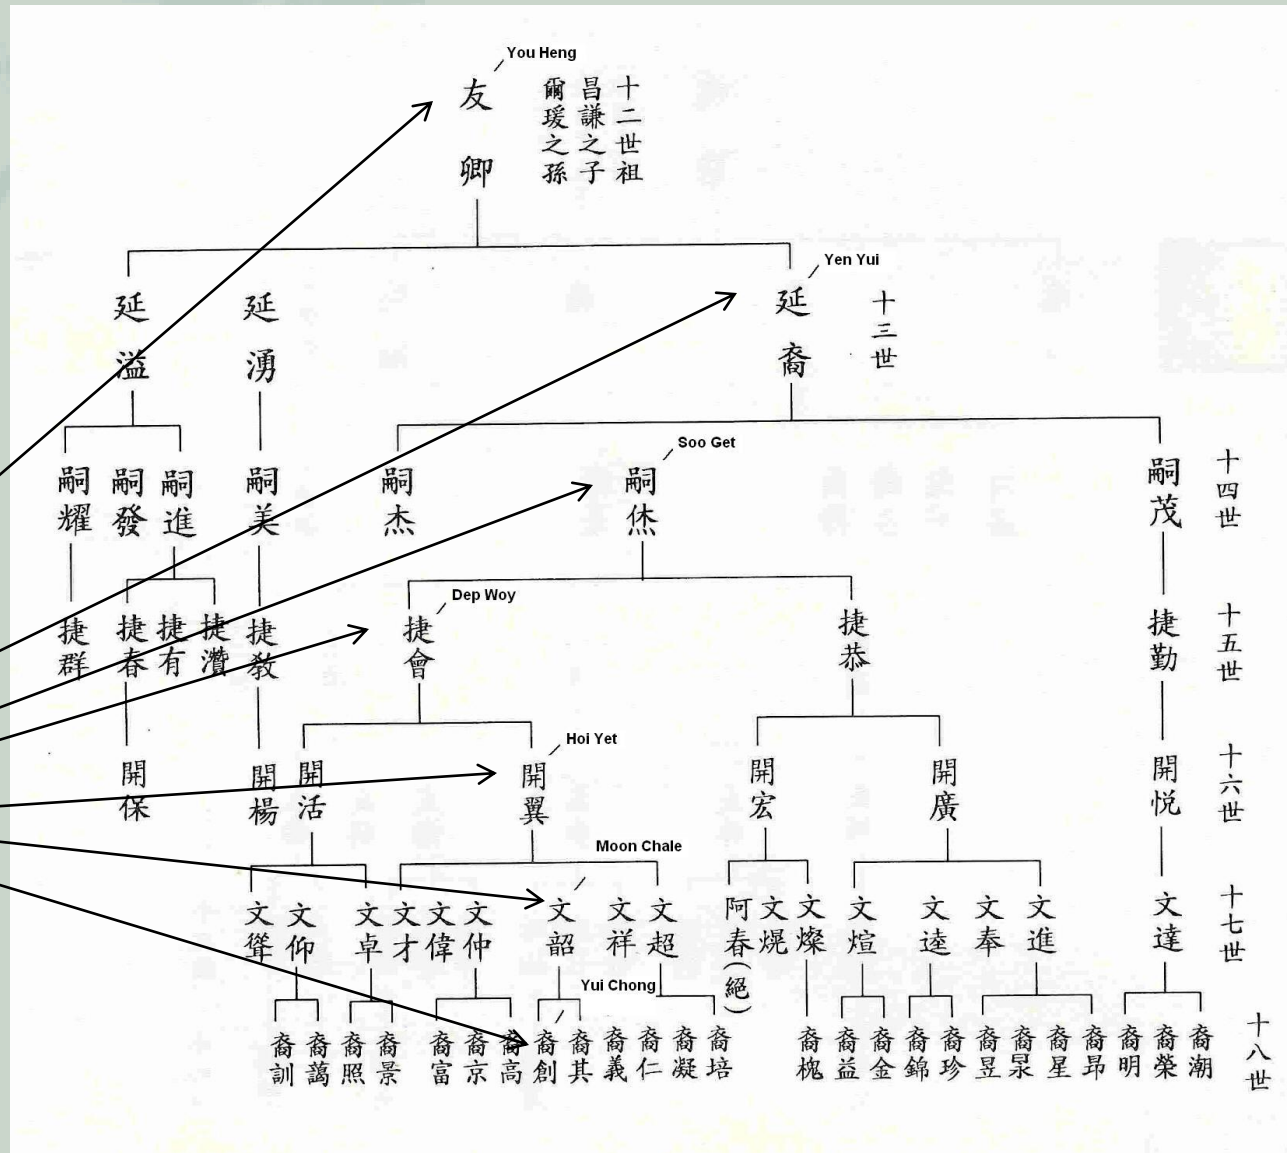 You Heng
十二世祖
昌謙之子
爾瑗之孫
友卿
Yen Yui
十三世
延裔
延湧
延溢
Soo Get
十四世
嗣茂
嗣烋
嗣杰
嗣美
嗣進
嗣發
嗣耀
Dep Woy
十五世
捷勤
捷恭
捷會
捷教
捷瓚
捷有
捷春
捷群
Hoi Yet
十六世
開悅
開廣
開宏
開翼
開活
開楊
開保
Moon Chale
十七世
文達
文進
文奉
文逵
文煊
文燦
文熀
阿春(絕)
文超
文祥
文韶
文仲
文偉
文才
文卓
文仰
文聳
Yui Chong
十八世
裔潮
裔榮
裔明
裔昂
裔星
裔泉
裔昱
裔珍
裔錦
裔金
裔益
裔槐
裔培
裔凝
裔仁
裔義
裔其
裔創
裔高
裔京
裔富
裔景
裔照
裔藹
裔訓